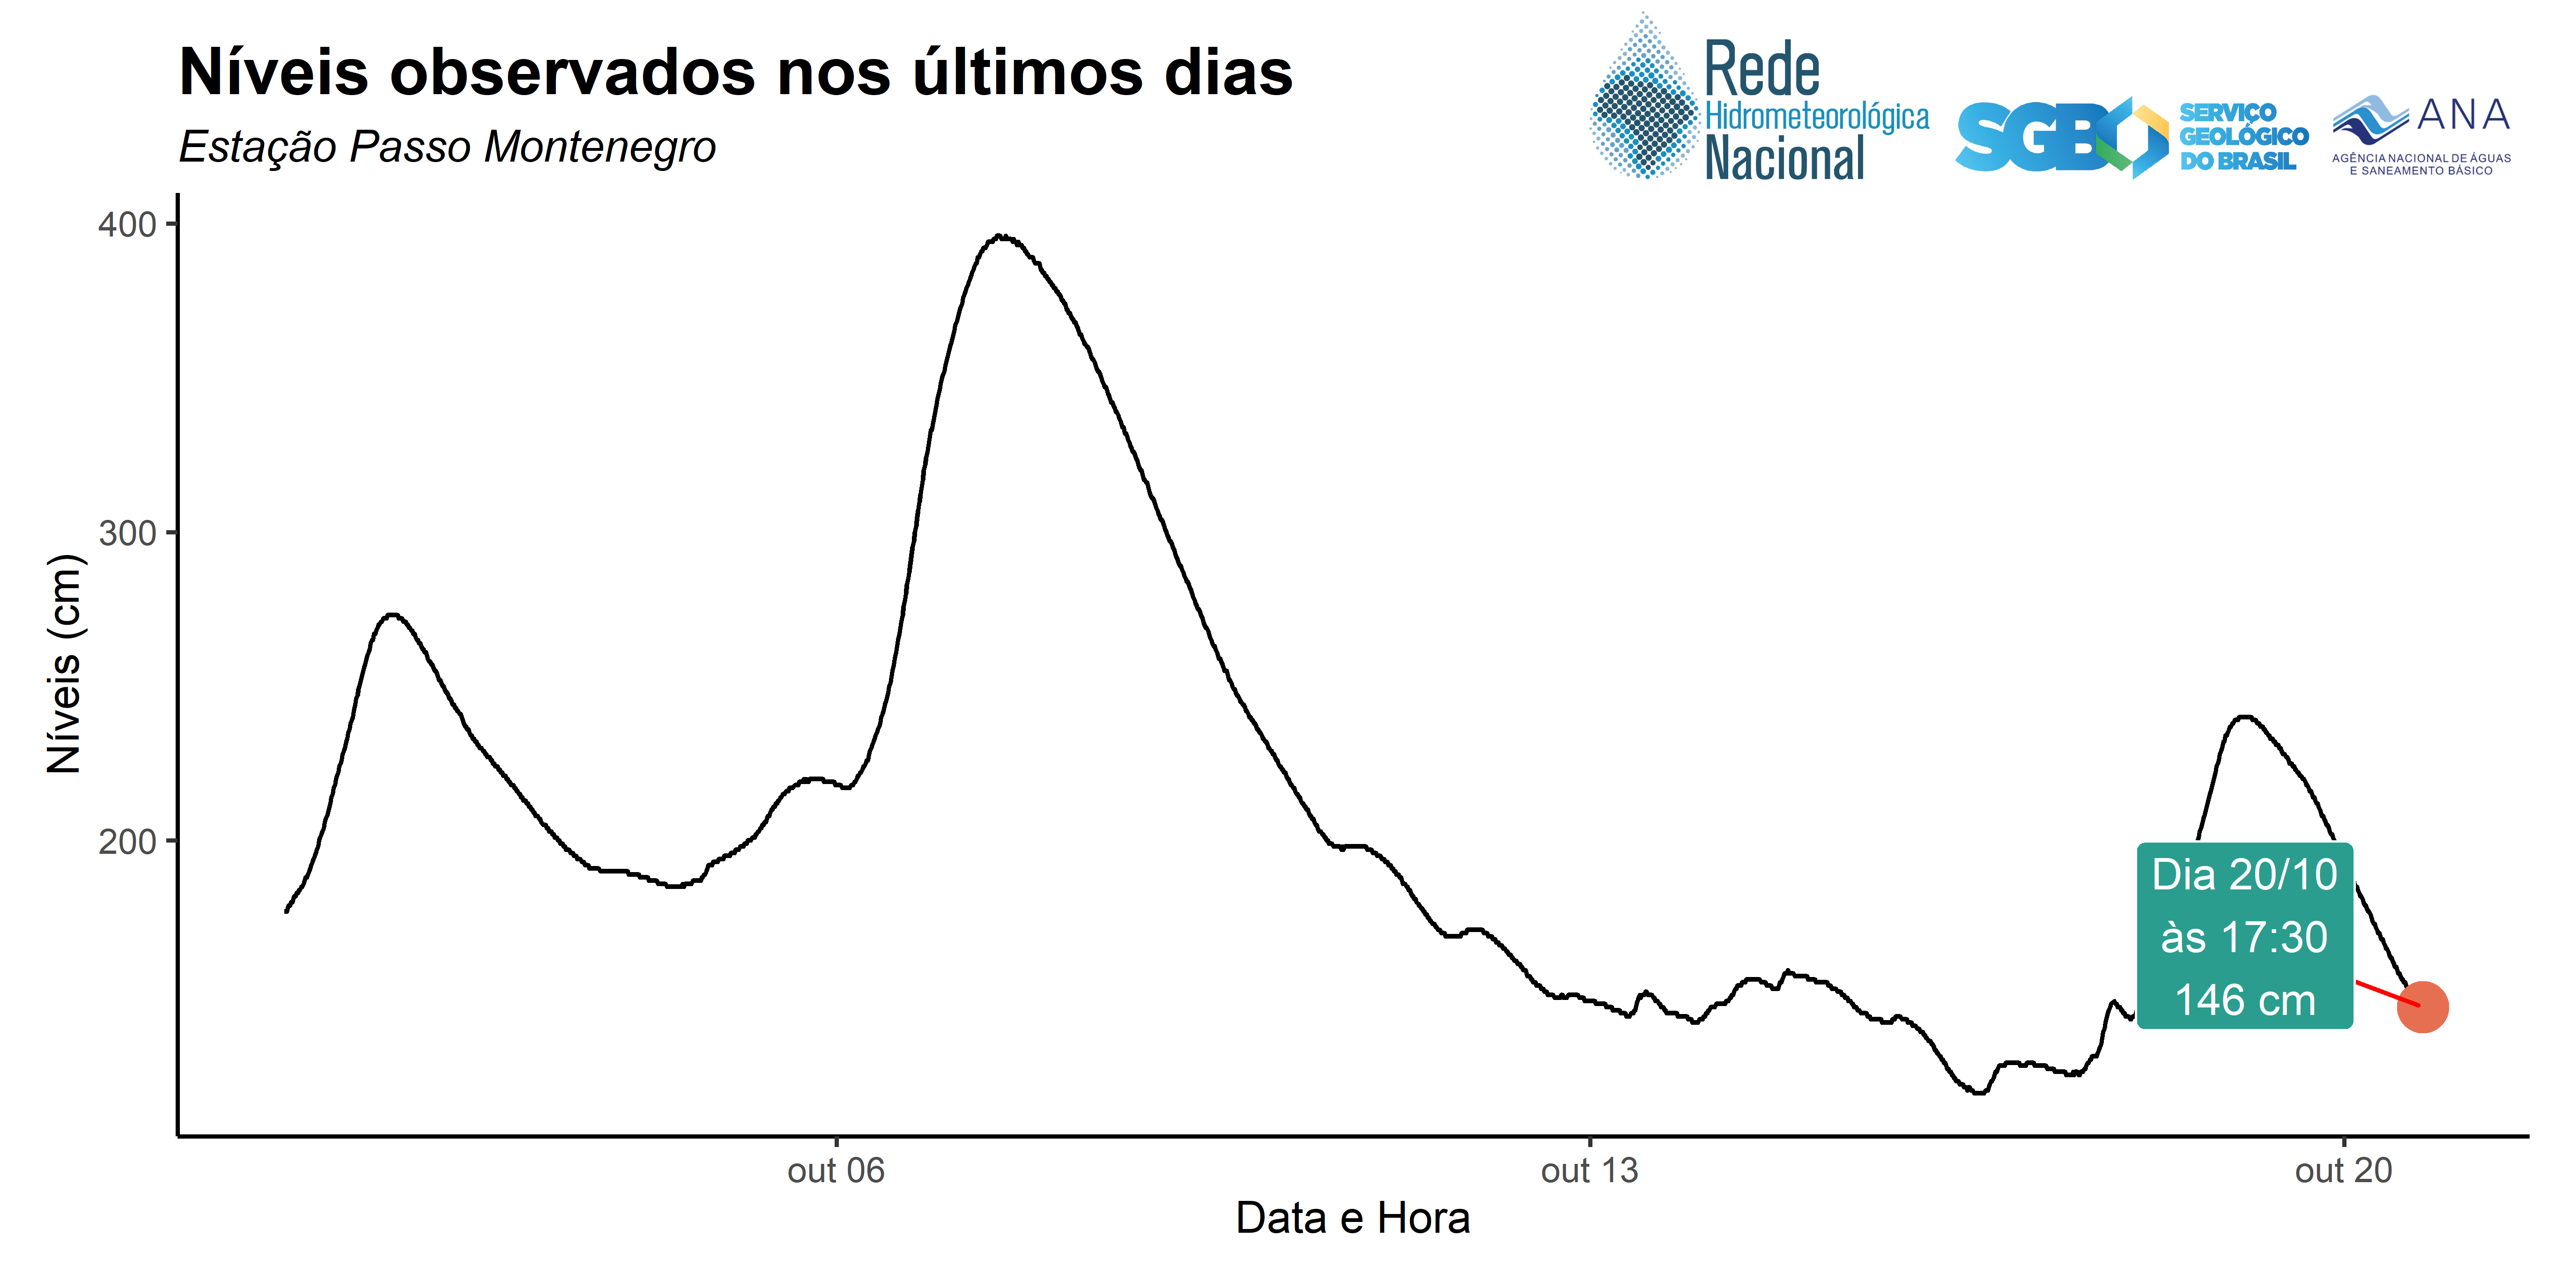 Níveis observados nos últimos dias
Estação Passo Montenegro
Rede
Hidrometeorológica
Nacional
SGB
SERVIÇO
GEOLÓGICO
DO BRASIL
ANA
AGÊNCIA NACIONAL DE ÁGUAS
E SANEAMENTO BÁSICO
400
300
200
Níveis (cm)
Dia 20/10
às 17:30
146 cm
out 06
out 13
out 20
Data e Hora